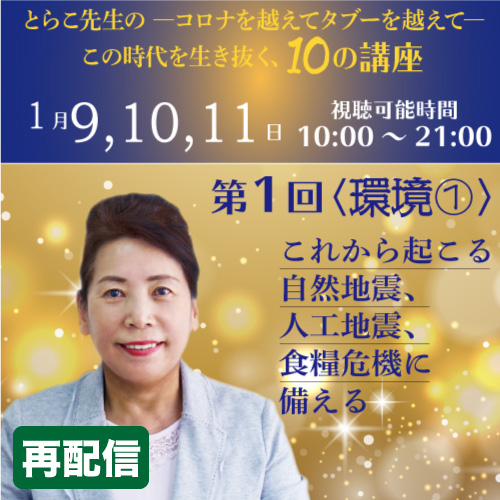 とらこ先生の ―コロナを越えてタブーを越えて―
この時代を生き抜く、10の講座
1月9,10,11日
視聴可能時間
10:00 ~ 21:00
第1回〈環境①〉
これから起こる
自然地震、
人工地震、
食糧危機に
備える
再配信